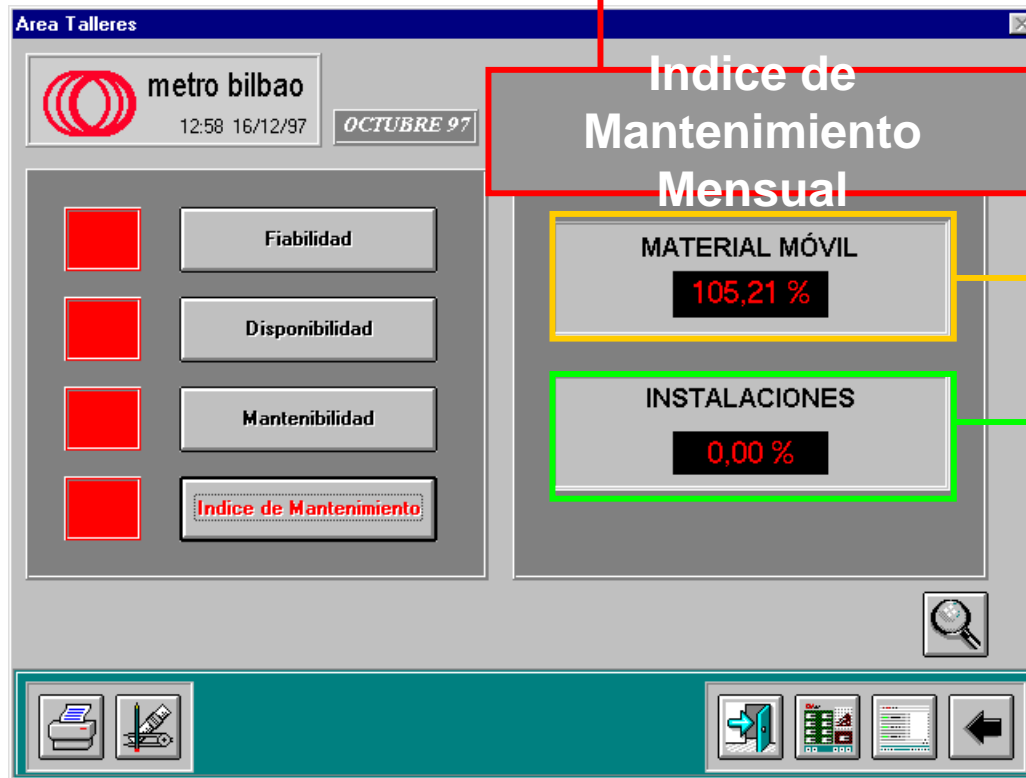 Area Talleres
metro bilbao
12:58 16/12/97
OCTUBRE 97
Indice de
Mantenimiento
Mensual
Fiabilidad
Disponibilidad
Mantenibilidad
Indice de Mantenimiento
MATERIAL MÓVIL
105,21 %
INSTALACIONES
0,00 %